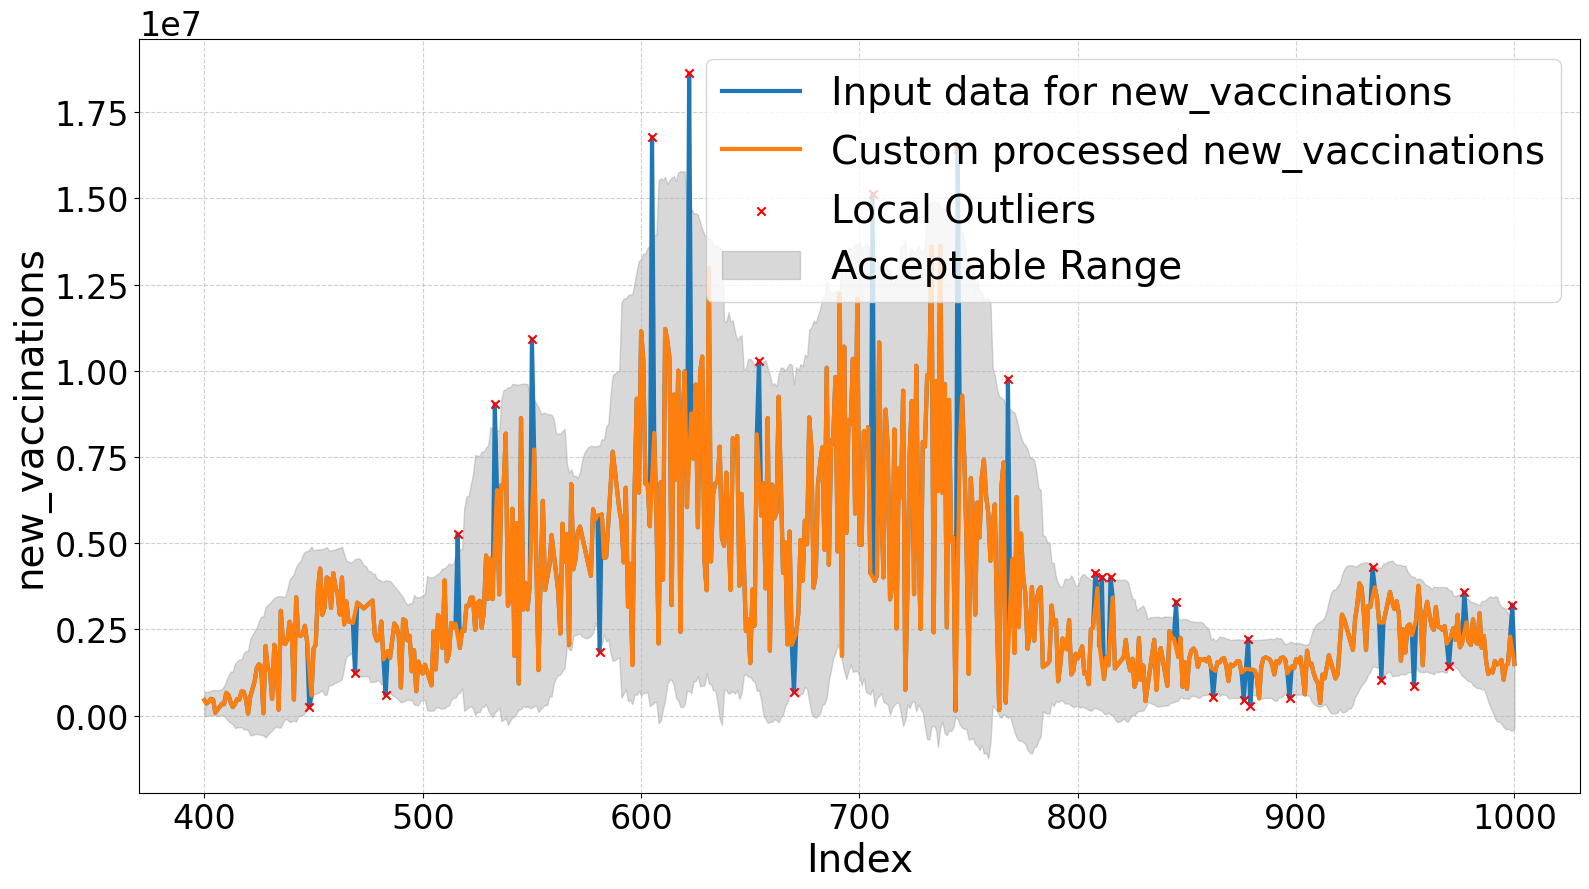 1e7
Input data for new_vaccinations
Custom processed new_vaccinations
Local Outliers
Acceptable Range
1.75
1.50
1.25
1.00
0.75
0.50
0.25
0.00
new_vaccinations
400 500 600 700 800 900 1000
Index